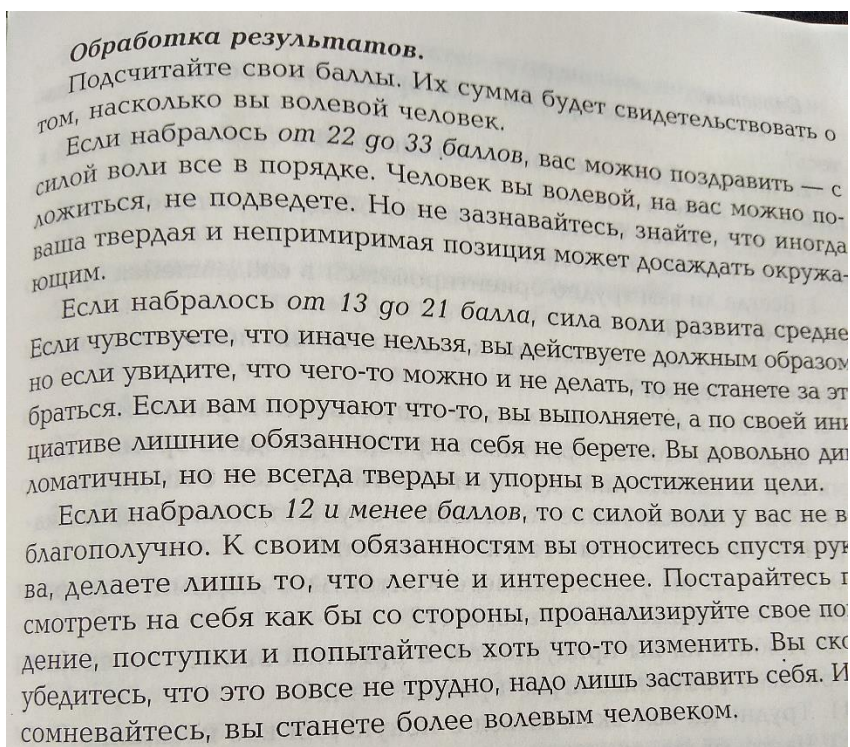 Обработка результатов.
Подсчитайте свои баллы. Их сумма будет свидетельствовать о
том, насколько вы волевой человек.
Если набралось от 22 до 33 баллов, вас можно поздравить — с
силой воли все в порядке. Человек вы волевой, на вас можно по-
ложиться, не подведете. Но не зазнавайтесь, знайте, что иногда
ваша твердая и непримиримая позиция может досаждать окружа-
ющим.
Если набралось от 13 до 21 балла, сила воли развита средне
Если чувствуете, что иначе нельзя, вы действуете должным образом
но если увидите, что чего-то можно и не делать, то не станете за эт
браться. Если вам поручают что-то, вы выполняете, а по своей ини
циативе лишние обязанности на себя не берете. Вы довольно дип
ломатичны, но не всегда тверды и упорны в достижении цели.
Если набралось 12 и менее баллов, то с силой воли у вас не в
благополучно. К своим обязанностям вы относитесь спустя рук
ва, делаете лишь то, что легче и интереснее. Постарайтесь п
смотреть на себя как бы со стороны, проанализируйте свое пов
дение, поступки и попытайтесь хоть что-то изменить. Вы ско
убедитесь, что это вовсе не трудно, надо лишь заставить себя. И
сомневайтесь, вы станете более волевым человеком.